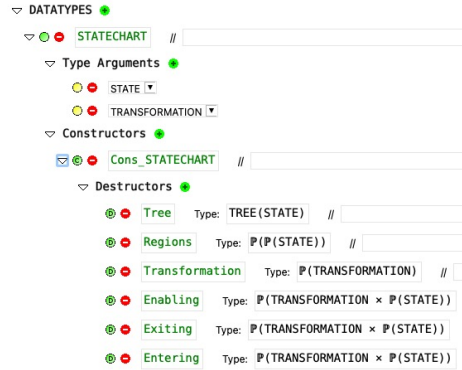 DATATYPES
STATECHART //
Type Arguments
STATE
TRANSFORMATION
Constructors
Cons_STATECHART //
Destructors
Tree Type: TREE(STATE) //
Regions Type: ℙ(ℙ(STATE)) //
Transformation Type: ℙ(TRANSFORMATION) //
Enabling Type: ℙ(TRANSFORMATION × ℙ(STATE))
Exiting Type: ℙ(TRANSFORMATION × ℙ(STATE))
Entering Type: ℙ(TRANSFORMATION × ℙ(STATE))